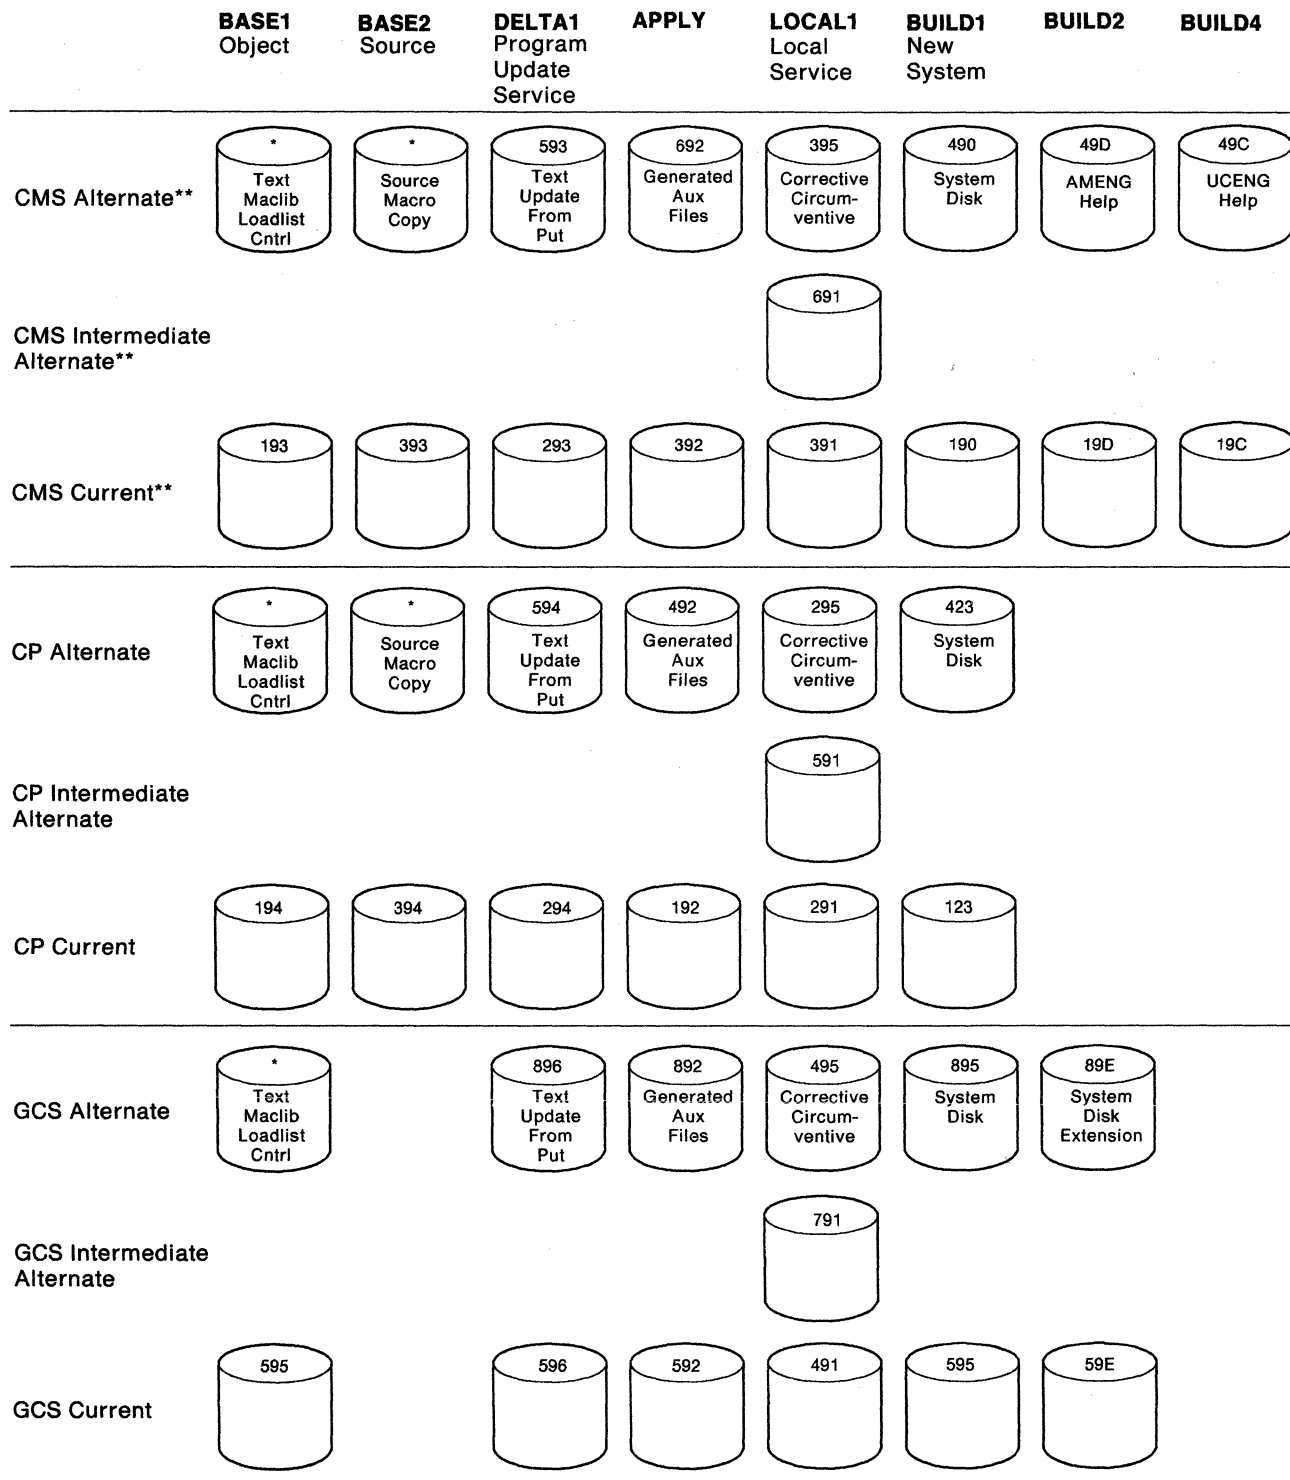 BASE1 BASE2 DELTA1 APPLY LOCAL1 BUILD1 BUILD2 BUILD4
Object Source Program Local New
Update Service System
Service
* * 593 692 395 490 49D 49C
CMS Alternate** Text Source Text Generated Corrective System AMENG UCENG
Maclib Macro Update Aux Circum- Disk Help Help
Loadlist Copy From Files ventive
Cntrl Put
691
CMS Intermediate
Alternate**
193 393 293 392 391 190 19D 19C
CMS Current**
* * 594 492 295 423
CP Alternate Text Source Text Generated Corrective System
Maclib Macro Update Aux Circum- Disk
Loadlist Copy From Files ventive
Cntrl Put
591
CP Intermediate
Alternate
194 394 294 192 291 123
CP Current
* 896 892 495 895 89E
GCS Alternate Text Text Generated Corrective System System
Maclib Update Aux Circum- Disk Disk
Loadlist From Files ventive Extension
Cntrl Put
791
GCS Intermediate
Alternate
595 596 592 491 595 59E
GCS Current